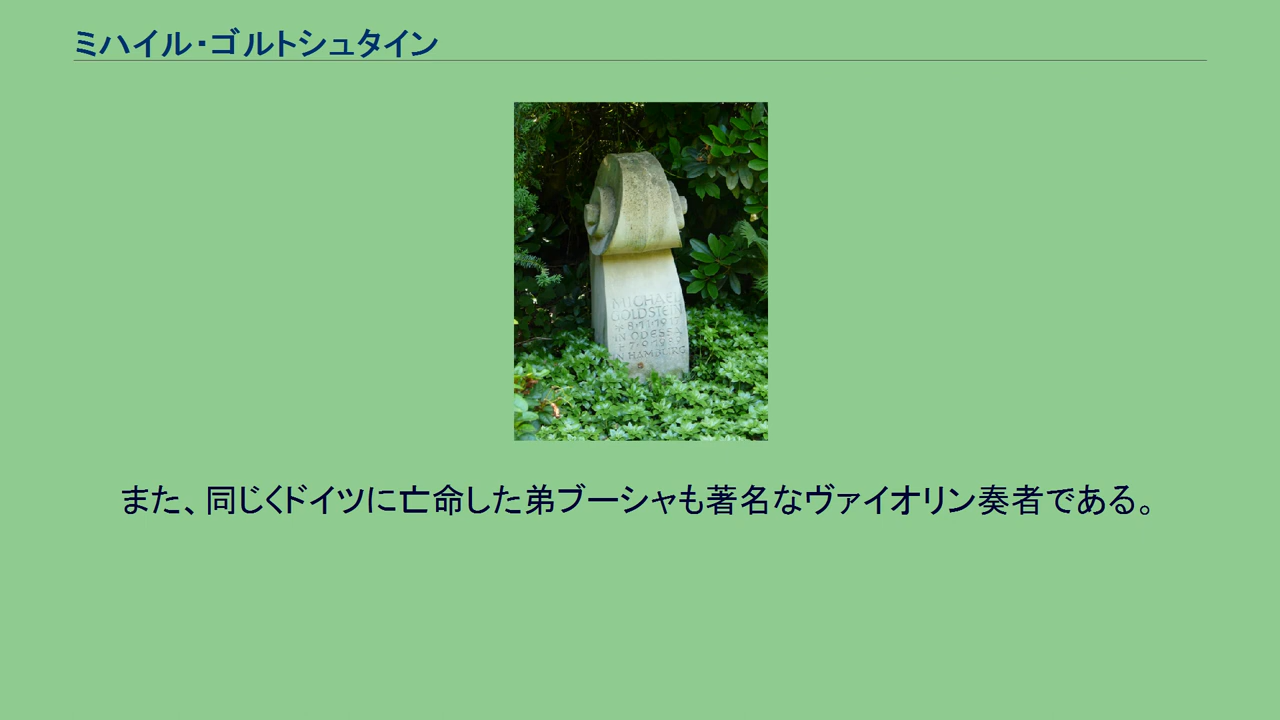 ミハイル・ゴルトシュタイン
MICHAEL
GOLDSTEIN
IN ODESSA
IN HAMBURG
また、同じくドイツに亡命した弟ブーシャも著名なヴァイオリン奏者である。